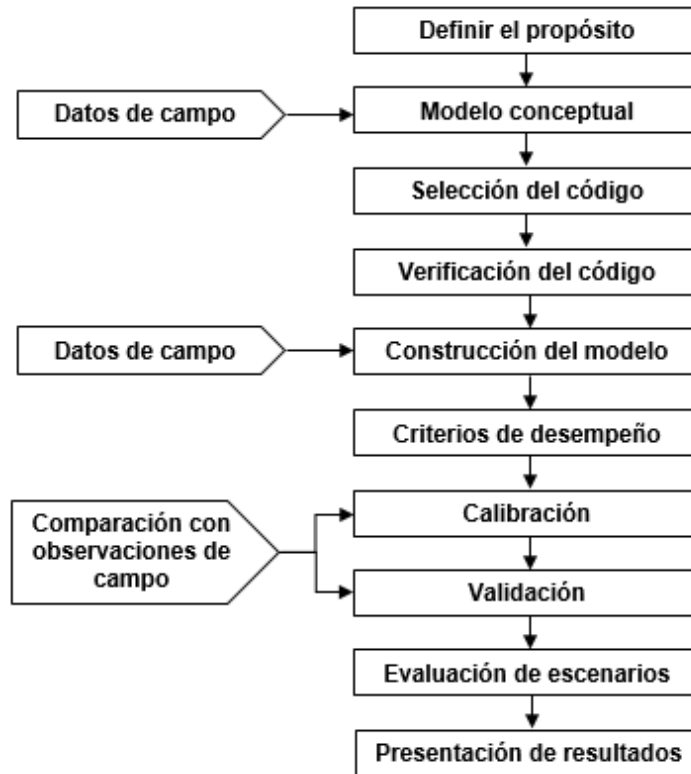 Definir el propósito
Datos de campo
Modelo conceptual
Selección del código
Verificación del código
Datos de campo
Construcción del modelo
Criterios de desempeño
Comparación con
observaciones de
campo
Calibración
Validación
Evaluación de escenarios
Presentación de resultados